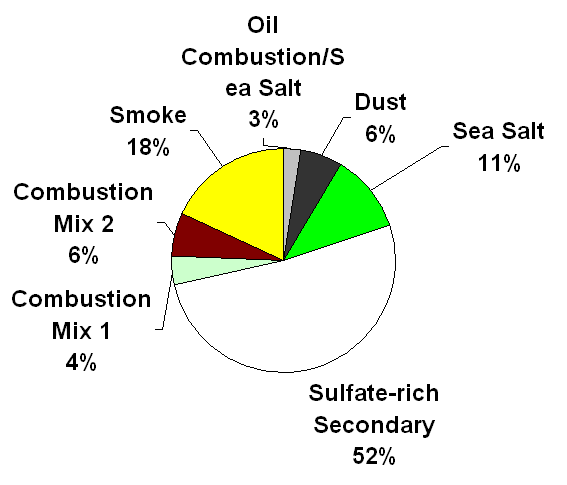 Oil
Combustion/S
ea Salt
3%
Dust
6%
Sea Salt
11%
Smoke
18%
Combustion
Mix 2
6%
Combustion
Mix 1
4%
Sulfate-rich
Secondary
52%